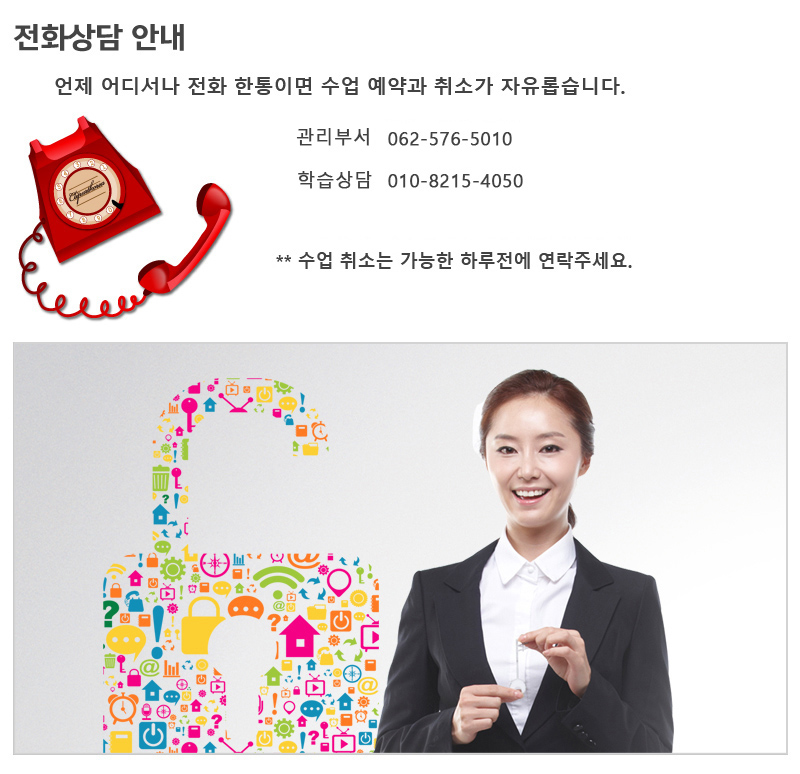 전화상담 안내
언제 어디서나 전화 한통이면 수업 예약과 취소가 자유롭습니다.
관리부서 062-576-5010
학습상담 010-8215-4050
** 수업 취소는 가능한 하루전에 연락주세요.